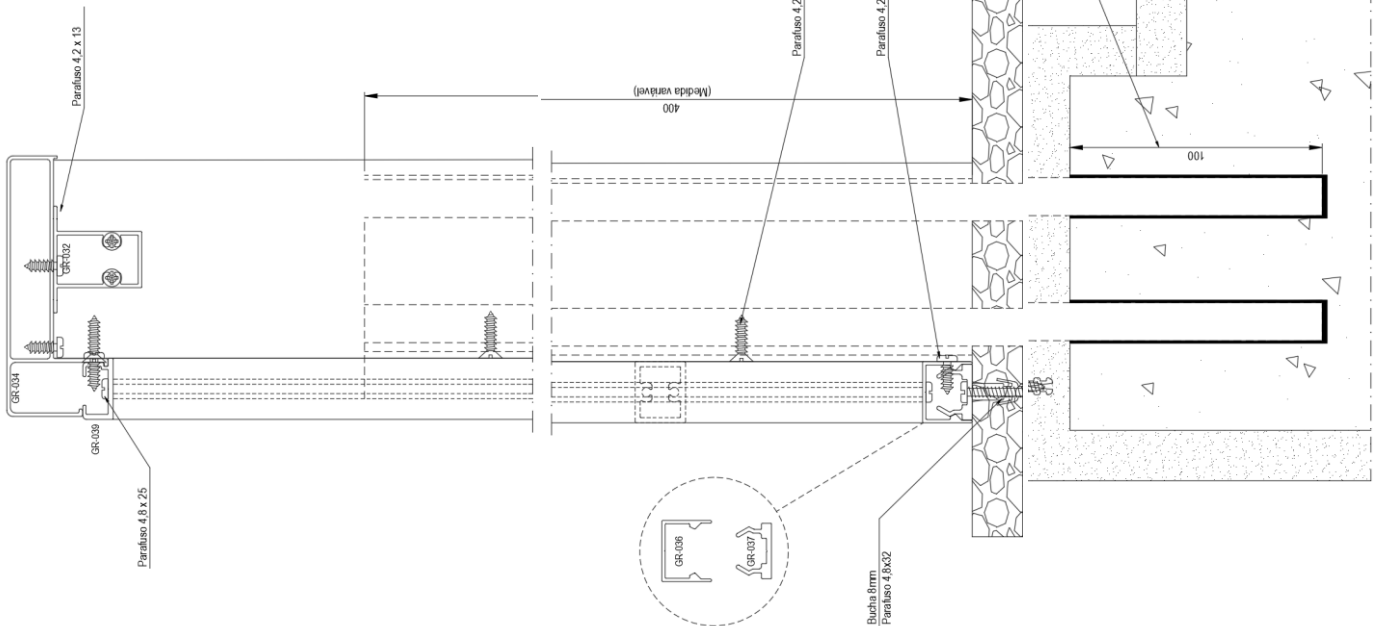 Parafuso 4,2 x 13
Parafuso 4,2
Parafuso 4,2
(Medida variável)
400
100
GR-032
GR-034
GR-039
Parafuso 4,8 x 25
GR-036
GR-037
Bucha 8mm
Parafuso 4,8x32